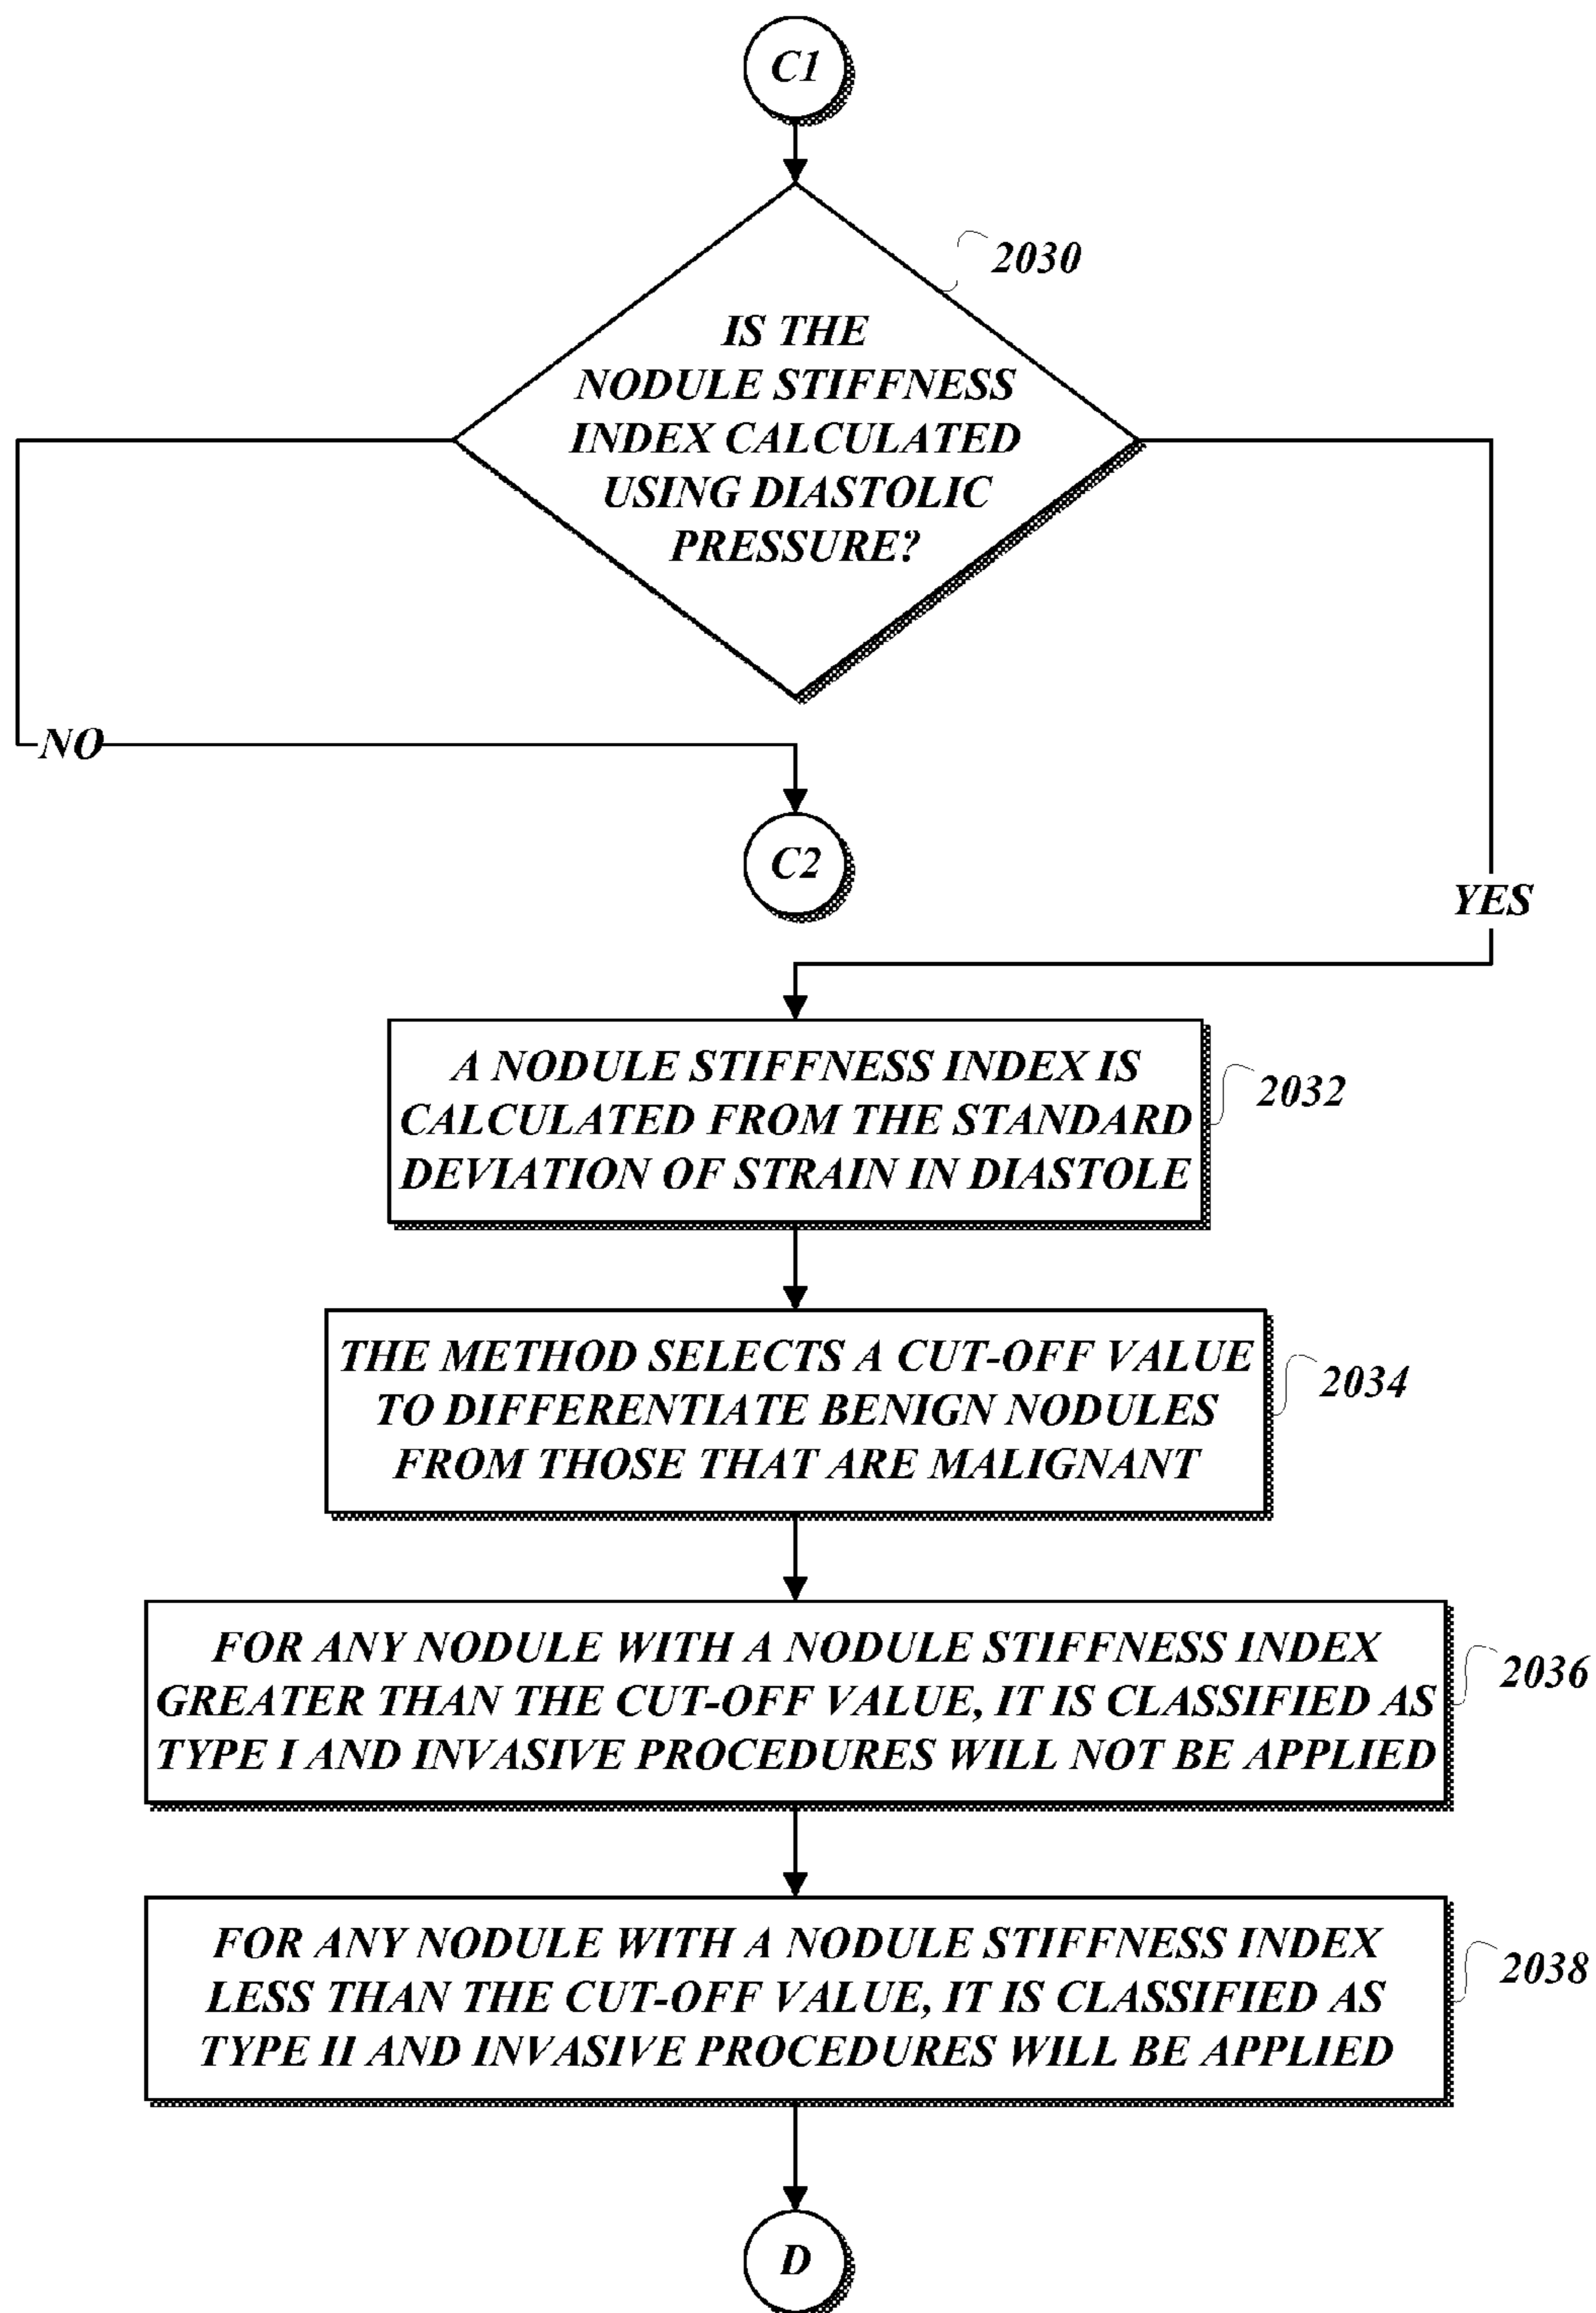 C1
2030
IS THE
NODULE STIFFNESS
INDEX CALCULATED
USING DIASTOLIC
PRESSURE?
NO
C2
YES
A NODULE STIFFNESS INDEX IS
CALCULATED FROM THE STANDARD
DEVIATION OF STRAIN IN DIASTOLE
2032
THE METHOD SELECTS A CUT-OFF VALUE
TO DIFFERENTIATE BENIGN NODULES
FROM THOSE THAT ARE MALIGNANT
2034
FOR ANY NODULE WITH A NODULE STIFFNESS INDEX
GREATER THAN THE CUT-OFF VALUE, IT IS CLASSIFIED AS
TYPE I AND INVASIVE PROCEDURES WILL NOT BE APPLIED
2036
FOR ANY NODULE WITH A NODULE STIFFNESS INDEX
LESS THAN THE CUT-OFF VALUE, IT IS CLASSIFIED AS
TYPE II AND INVASIVE PROCEDURES WILL BE APPLIED
2038
D